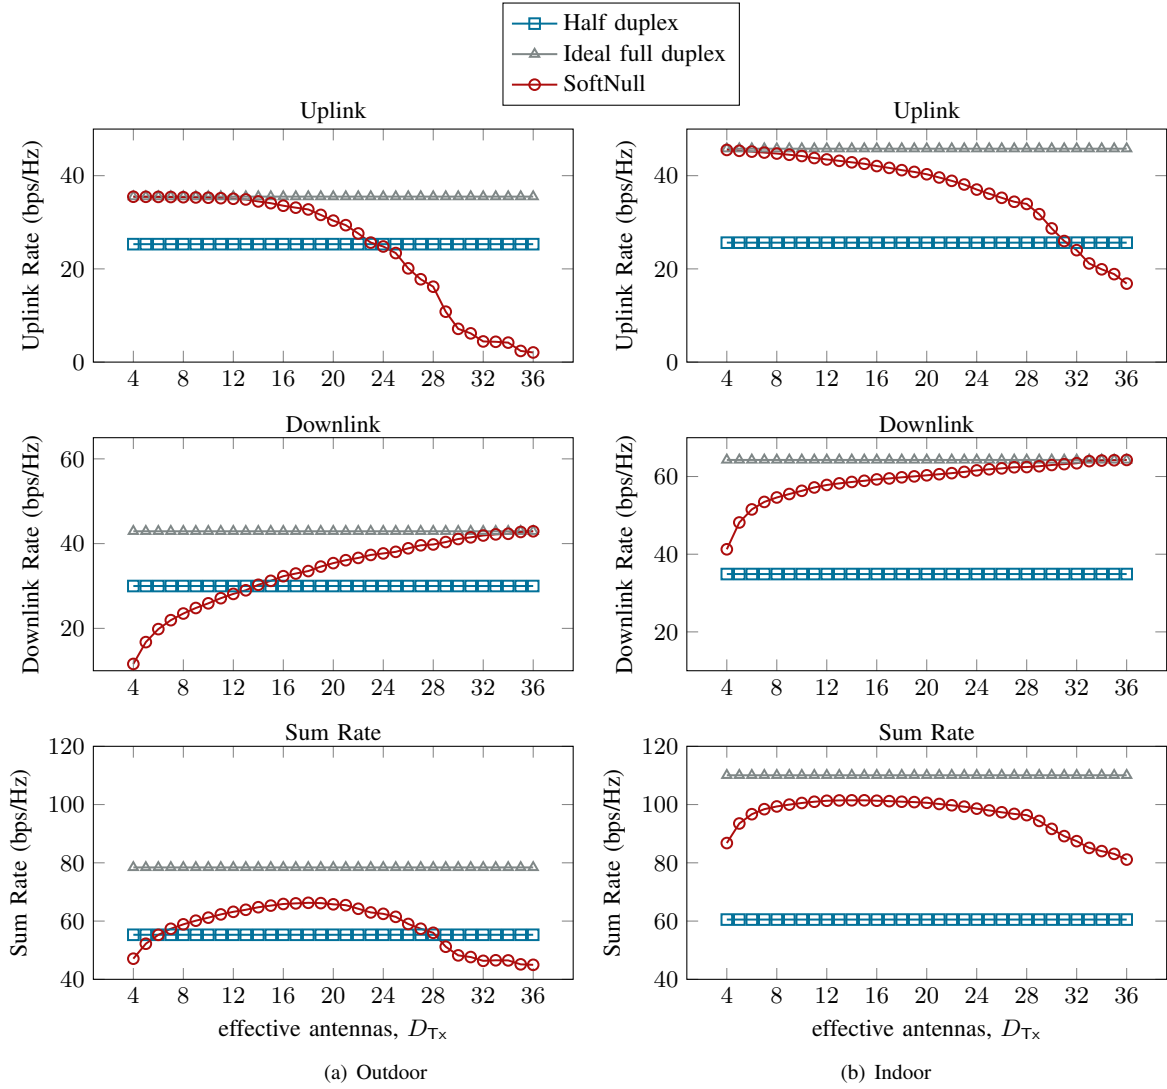 Half duplex
Ideal full duplex
SoftNull
Uplink
Uplink Rate (bps/Hz)
0
20
40
4 8 12 16 20 24 28 32 36
Uplink
Uplink Rate (bps/Hz)
0
20
40
4 8 12 16 20 24 28 32 36
Downlink
Downlink Rate (bps/Hz)
60
40
20
4 8 12 16 20 24 28 32 36
Downlink
Downlink Rate (bps/Hz)
60
40
20
4 8 12 16 20 24 28 32 36
Sum Rate
Sum Rate (bps/Hz)
120
100
80
60
40
4 8 12 16 20 24 28 32 36
effective antennas, D_Tx
(a) Outdoor
Sum Rate
Sum Rate (bps/Hz)
120
100
80
60
40
4 8 12 16 20 24 28 32 36
effective antennas, D_Tx
(b) Indoor